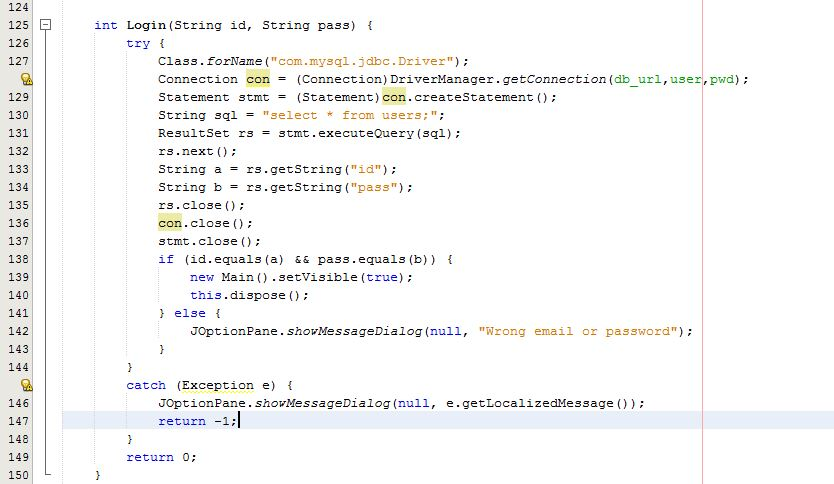 124
125 int Login(String id, String pass) {
126 try {
127 Class.forName("com.mysql.jdbc.Driver");
Connection con = (Connection)DriverManager.getConnection(db_url,user,pwd);
129 Statement stmt = (Statement)con.createStatement();
130 String sql = "select * from users;";
131 ResultSet rs = stmt.executeQuery(sql);
132 rs.next();
133 String a = rs.getString("id");
134 String b = rs.getString("pass");
135 rs.close();
136 con.close();
137 stmt.close();
138 if (id.equals(a) && pass.equals(b)) {
139 new Main().setVisible(true);
140 this.dispose();
141 } else {
142 JOptionPane.showMessageDialog(null, "Wrong email or password");
143 }
144 }
catch (Exception e) {
146 JOptionPane.showMessageDialog(null, e.getLocalizedMessage());
147 return -1;
148 }
149 return 0;
150 }